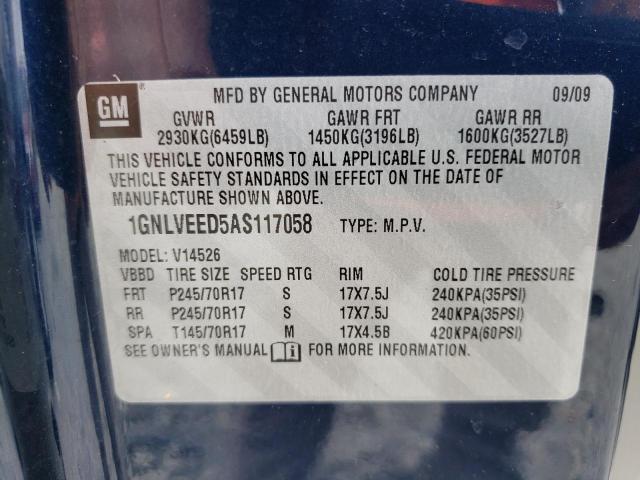 GM ®
MFD BY GENERAL MOTORS COMPANY 09/09
GVWR GAWR FRT GAWR RR
2930KG(6459LB) 1450KG(3196LB) 1600KG(3527LB)
THIS VEHICLE CONFORMS TO ALL APPLICABLE U.S. FEDERAL MOTOR
VEHICLE SAFETY STANDARDS IN EFFECT ON THE DATE OF
MANUFACTURE SHOWN ABOVE.
1GNLVEED5AS117058 TYPE: M.P.V.
MODEL: V14526
VBBD TIRE SIZE SPEED RTG RIM COLD TIRE PRESSURE
FRT P245/70R17 S 17X7.5J 240KPA(35PSI)
RR P245/70R17 S 17X7.5J 240KPA(35PSI)
SPA T145/70R17 M 17X4.5B 420KPA(60PSI)
SEE OWNER'S MANUAL i FOR MORE INFORMATION.